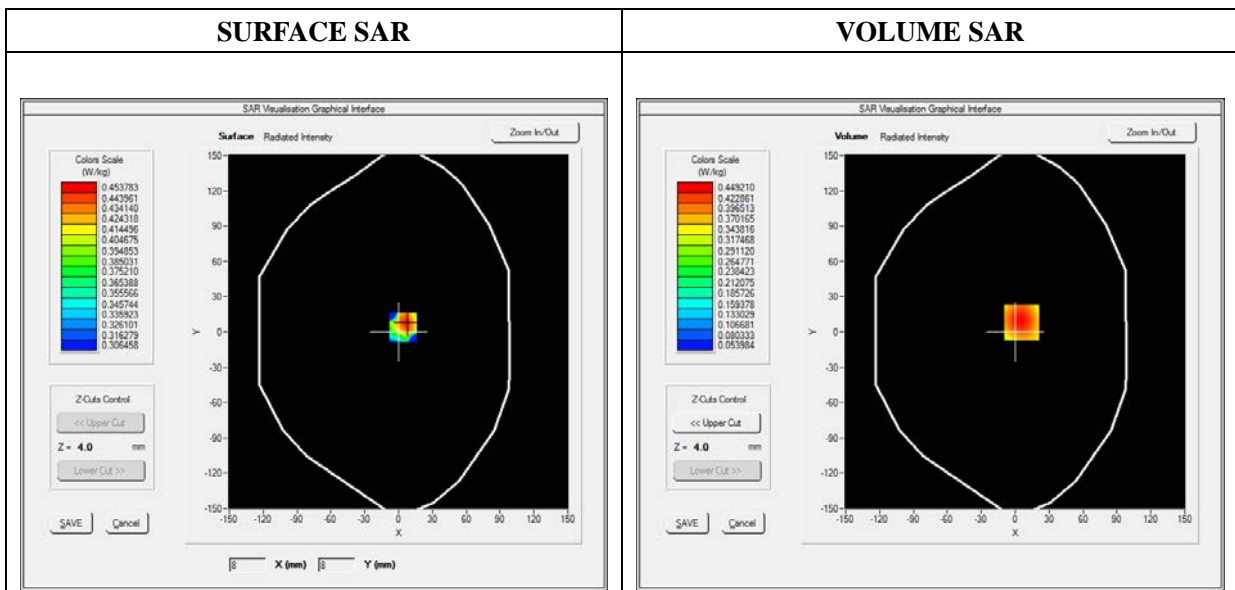 SURFACE SAR
SAR Visualisation Graphical Interface
Surface Radiated Intensity
Zoom In/Out
Colors Scale
(W/kg)
0.453783
0.443961
0.434140
0.424318
0.414496
0.404675
0.394853
0.385031
0.375210
0.365388
0.355566
0.345744
0.335923
0.326101
0.316279
0.306458
150
120
90
60
30
0
-30
-60
-90
-120
-150
Y
-150 -120 -90 -60 -30 0 30 60 90 120 150
X
Z-Cuts Control
<< Upper Cut
Z = 4.0 mm
Lower Cut >>
SAVE Cancel
8 X (mm) 8 Y (mm)
VOLUME SAR
SAR Visualisation Graphical Interface
Volume Radiated Intensity
Zoom In/Out
Colors Scale
(W/kg)
0.449210
0.422861
0.396513
0.370165
0.343816
0.317468
0.291120
0.264771
0.238423
0.212075
0.185726
0.159378
0.133029
0.106681
0.080333
0.053984
150
120
90
60
30
0
-30
-60
-90
-120
-150
Y
-150 -120 -90 -60 -30 0 30 60 90 120 150
X
Z-Cuts Control
<< Upper Cut
Z = 4.0 mm
Lower Cut >>
SAVE Cancel